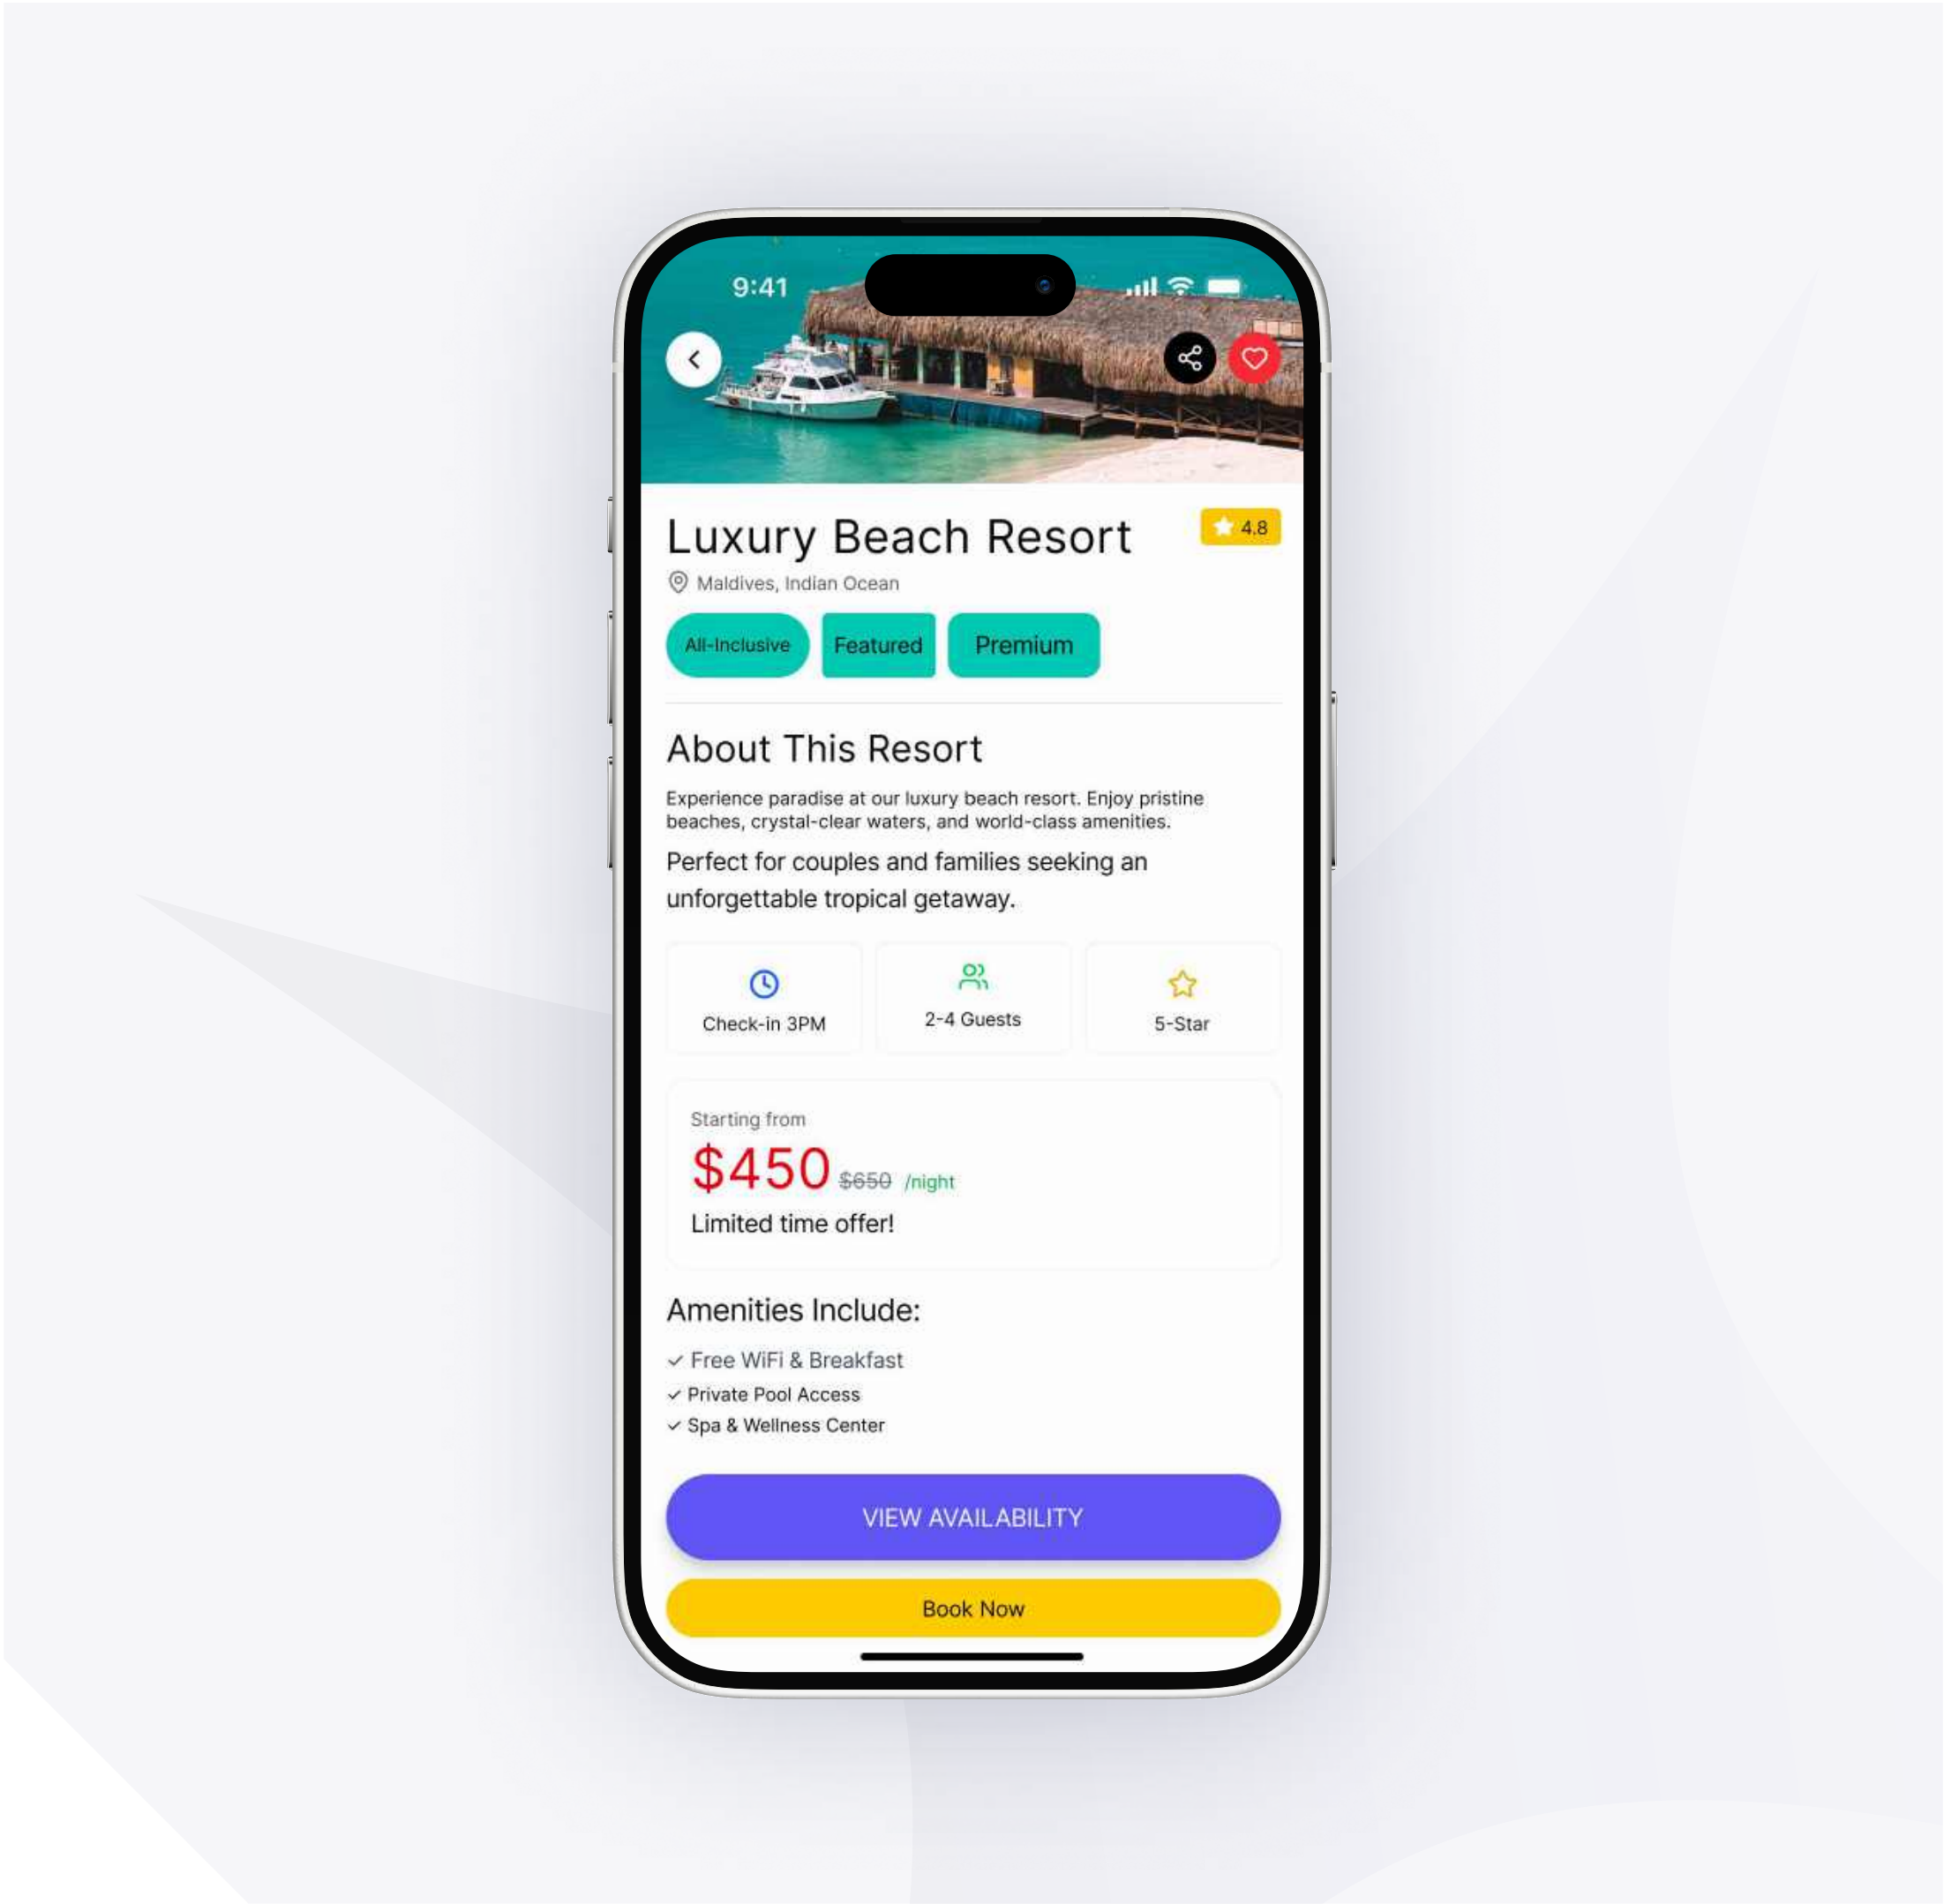 9:41
Luxury Beach Resort
4.8
Maldives, Indian Ocean
All-Inclusive
Featured
Premium
About This Resort
Experience paradise at our luxury beach resort. Enjoy pristine
beaches, crystal-clear waters, and world-class amenities.
Perfect for couples and families seeking an
unforgettable tropical getaway.
Check-in 3PM
2-4 Guests
5-Star
Starting from
$450 $650 /night
Limited time offer!
Amenities Include:
✓ Free WiFi & Breakfast
✓ Private Pool Access
✓ Spa & Wellness Center
VIEW AVAILABILITY
Book Now